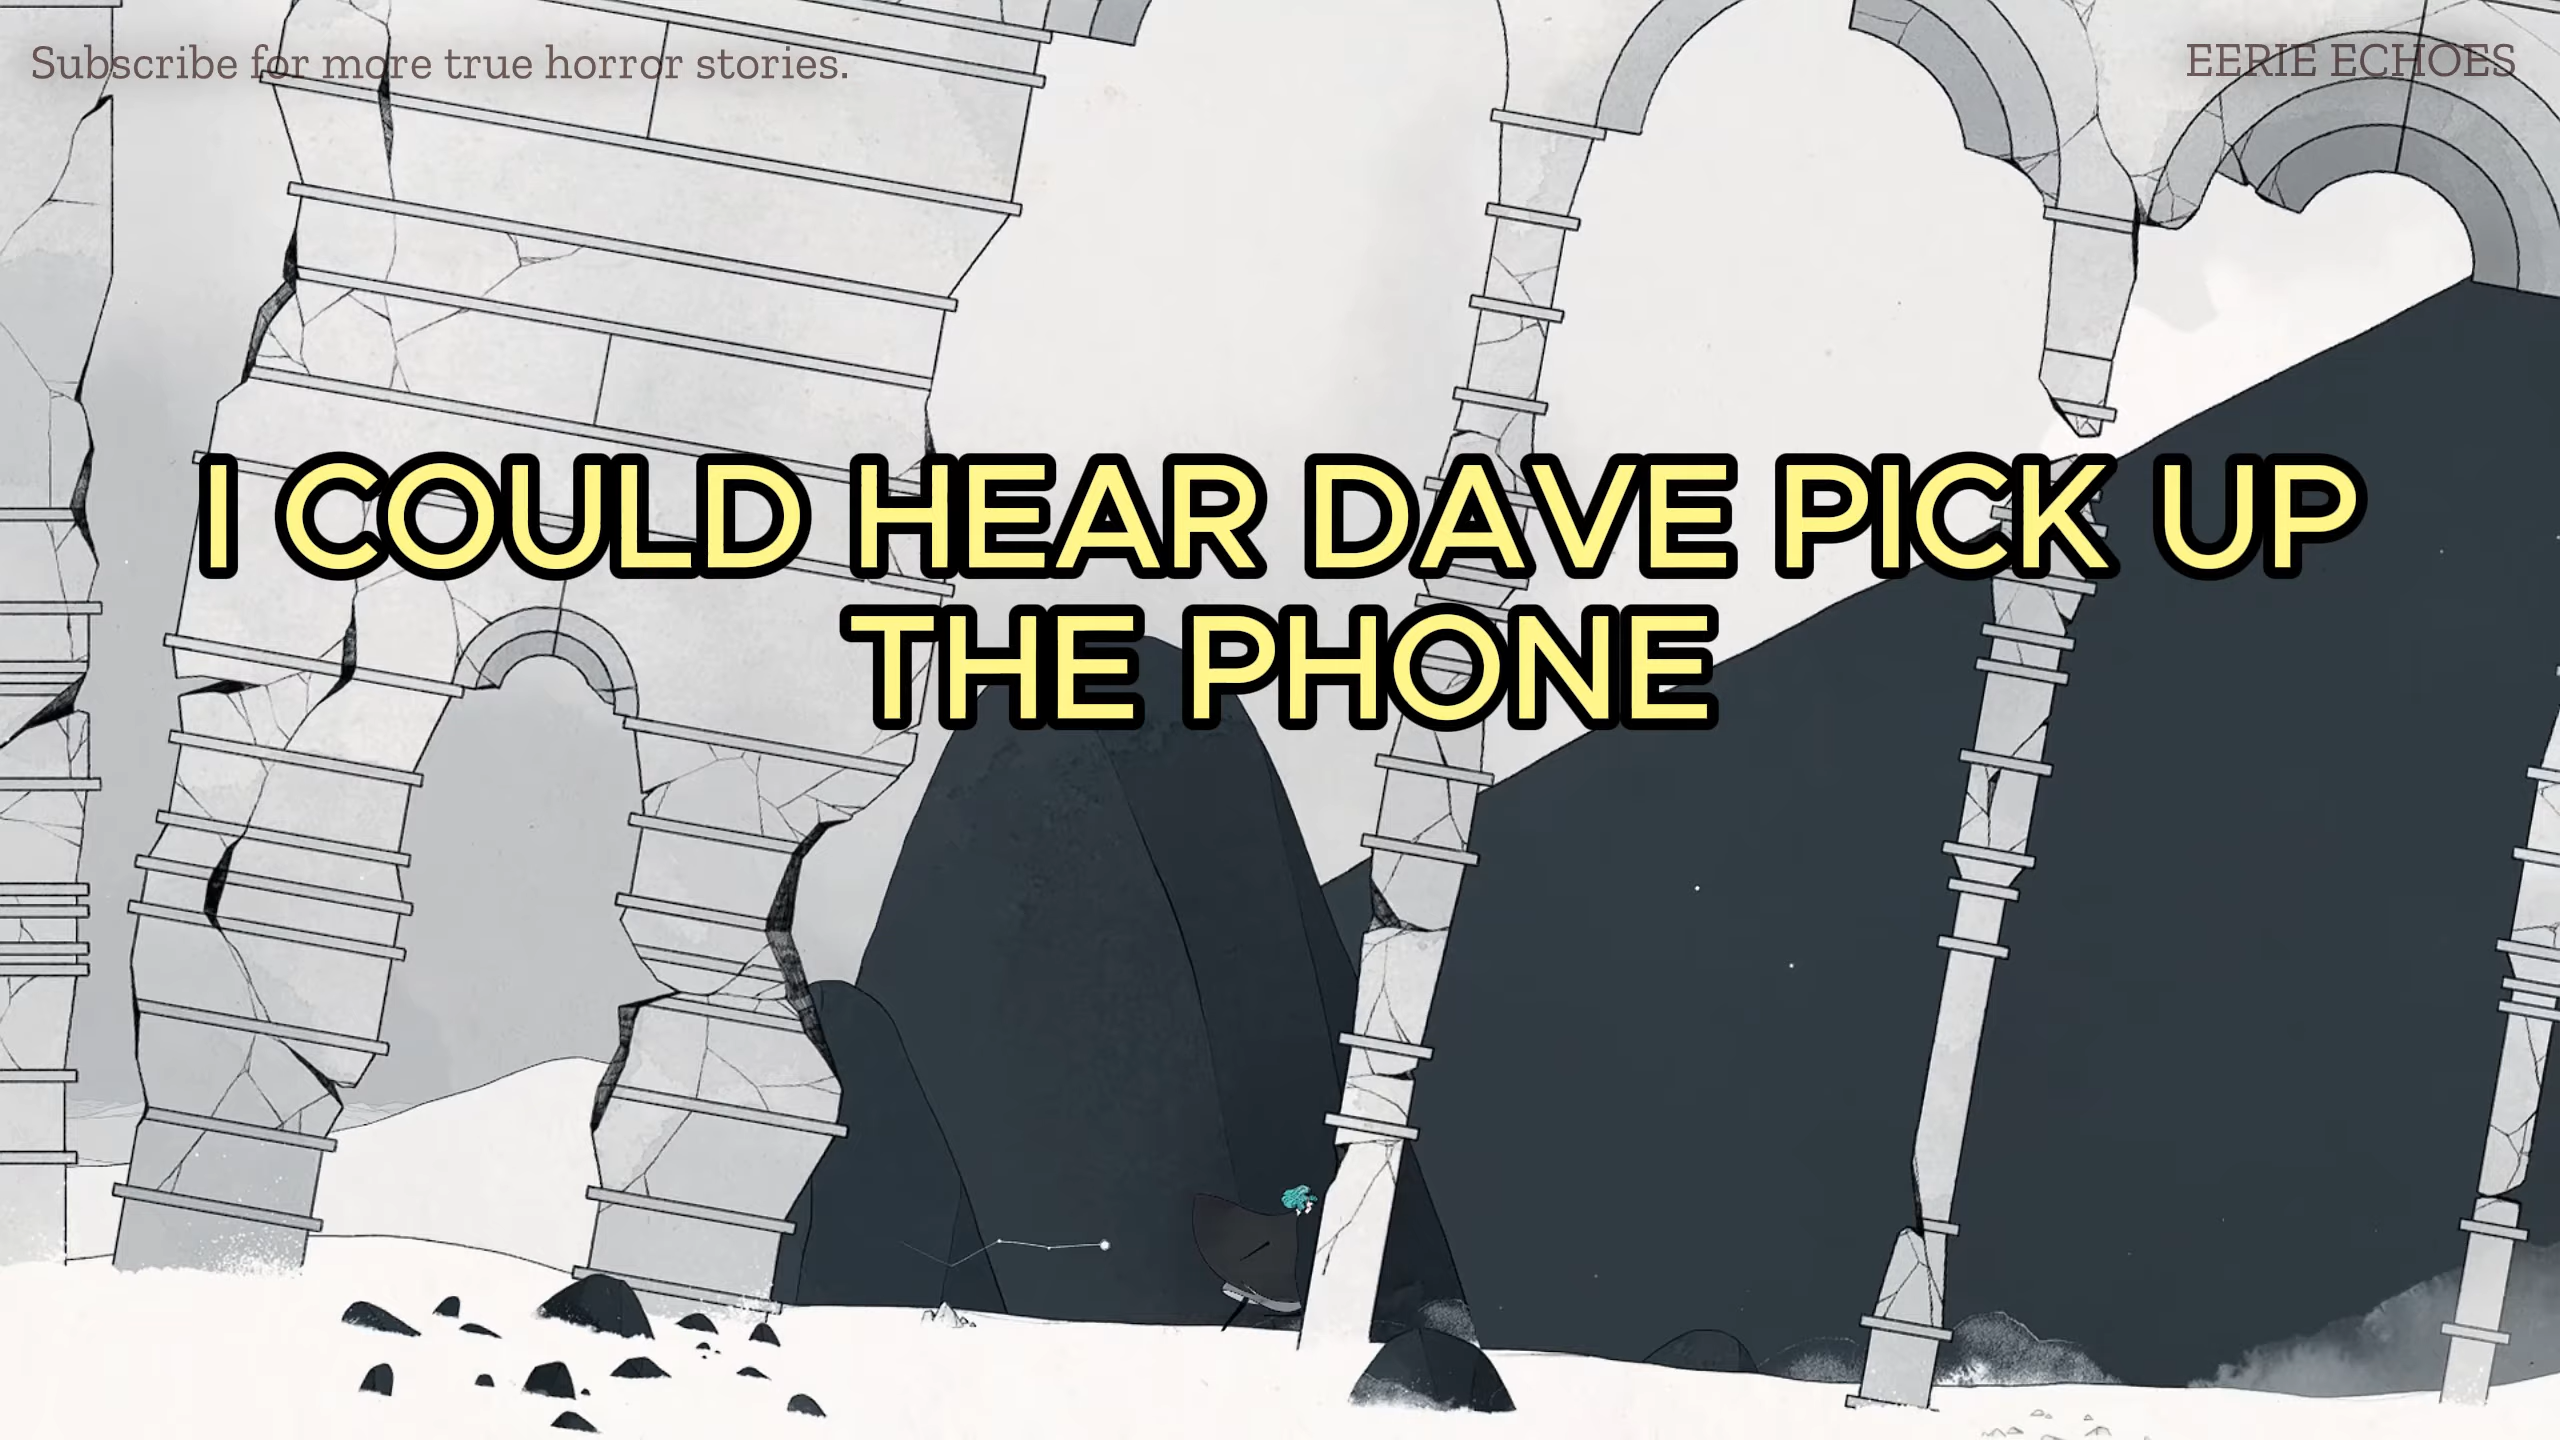 Subscribe for more true horror stories.
EERIE ECHOES
I COULD HEAR DAVE PICK UP
THE PHONE